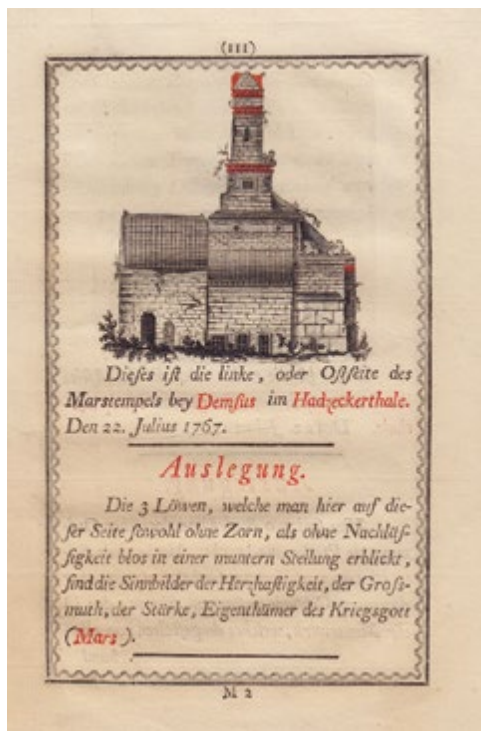 (III)
Dieſes iſt die linke, oder Oſtſeite des
Marstempels bey Demſus im Hadzeckerthale.
Den 22. Julius 1767.
Auslegung.
Die 3 Löwen, welche man hier auf die-
ſer Seite ſowohl ohne Zorn, als ohne Nachläſ-
ſigkeit blos in einer muntern Stellung erblickt,
ſind die Sinnbilder der Herzhaftigkeit, der Gross-
muth, der Stärke, Eigenthümer des Kriegsgott
(Mars).
M 2